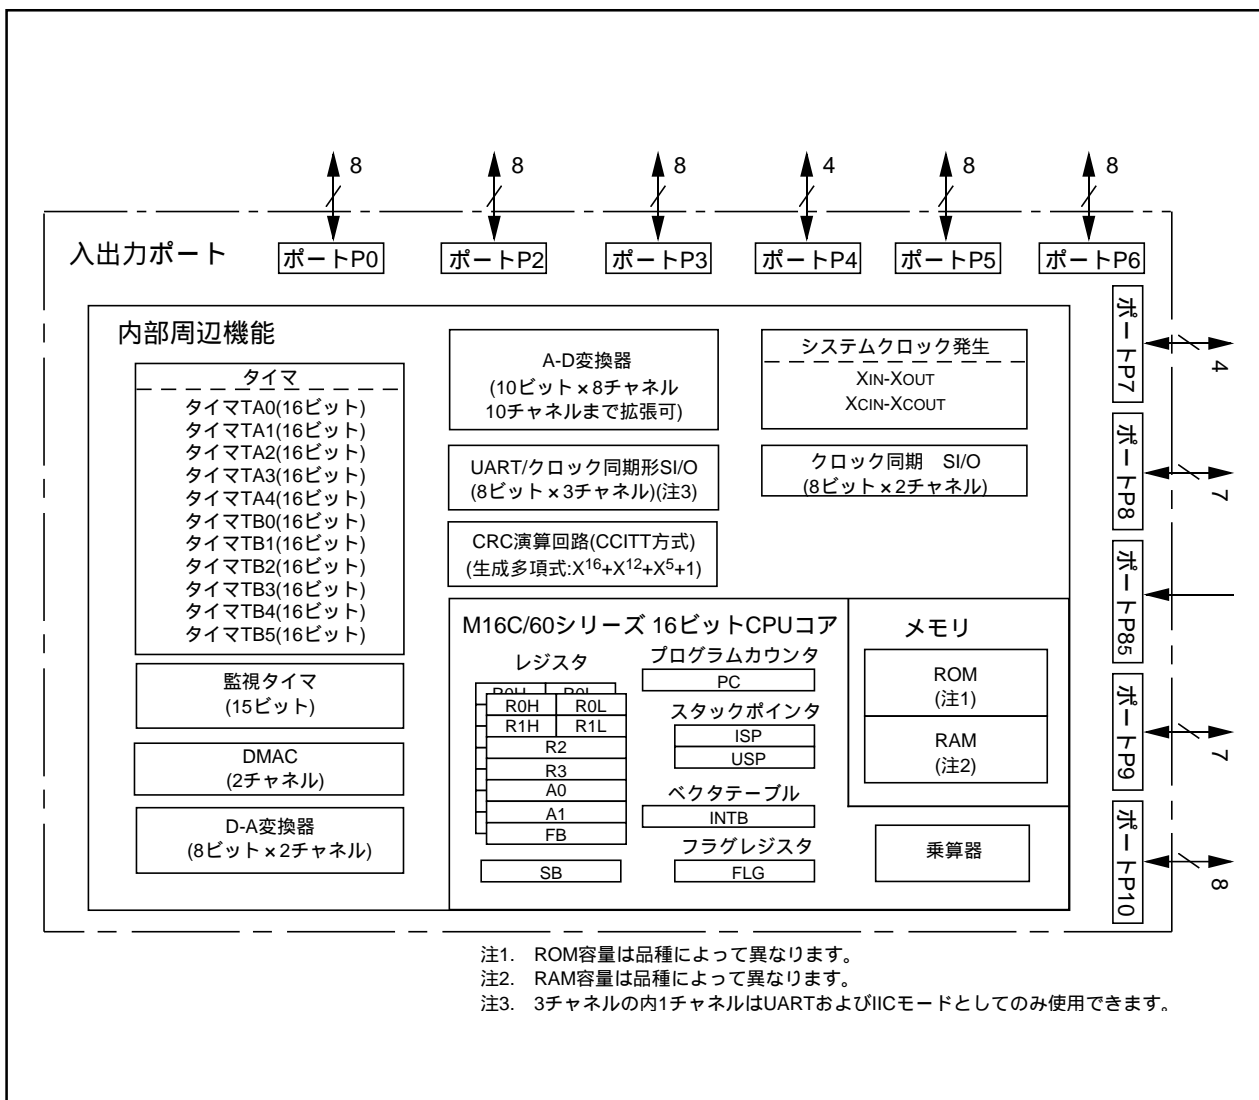 8 8 8 4 8 8
入出力ポート
ポートP0 ポートP2 ポートP3 ポートP4 ポートP5 ポートP6
ポートP7
4
ポートP8
7
ポートP85
ポートP9
7
ポートP10
8
内部周辺機能
タイマ
タイマTA0(16ビット)
タイマTA1(16ビット)
タイマTA2(16ビット)
タイマTA3(16ビット)
タイマTA4(16ビット)
タイマTB0(16ビット)
タイマTB1(16ビット)
タイマTB2(16ビット)
タイマTB3(16ビット)
タイマTB4(16ビット)
タイマTB5(16ビット)
監視タイマ
(15ビット)
DMAC
(2チャネル)
D-A変換器
(8ビット×2チャネル)
A-D変換器
(10ビット×8チャネル
10チャネルまで拡張可)
UART/クロック同期形SI/O
(8ビット×3チャネル)(注3)
CRC演算回路(CCITT方式)
(生成多項式:X16+X12+X5+1)
システムクロック発生
XIN-XOUT
XCIN-XCOUT
クロック同期 SI/O
(8ビット×2チャネル)
M16C/60シリーズ 16ビットCPUコア
レジスタ
R0H R0L
R0H R0L
R1H R1L
R2
R3
A0
A1
FB
SB
プログラムカウンタ
PC
スタックポインタ
ISP
USP
ベクタテーブル
INTB
フラグレジスタ
FLG
メモリ
ROM
(注1)
RAM
(注2)
乗算器
注1. ROM容量は品種によって異なります。
注2. RAM容量は品種によって異なります。
注3. 3チャネルの内1チャネルはUARTおよびIICモードとしてのみ使用できます。